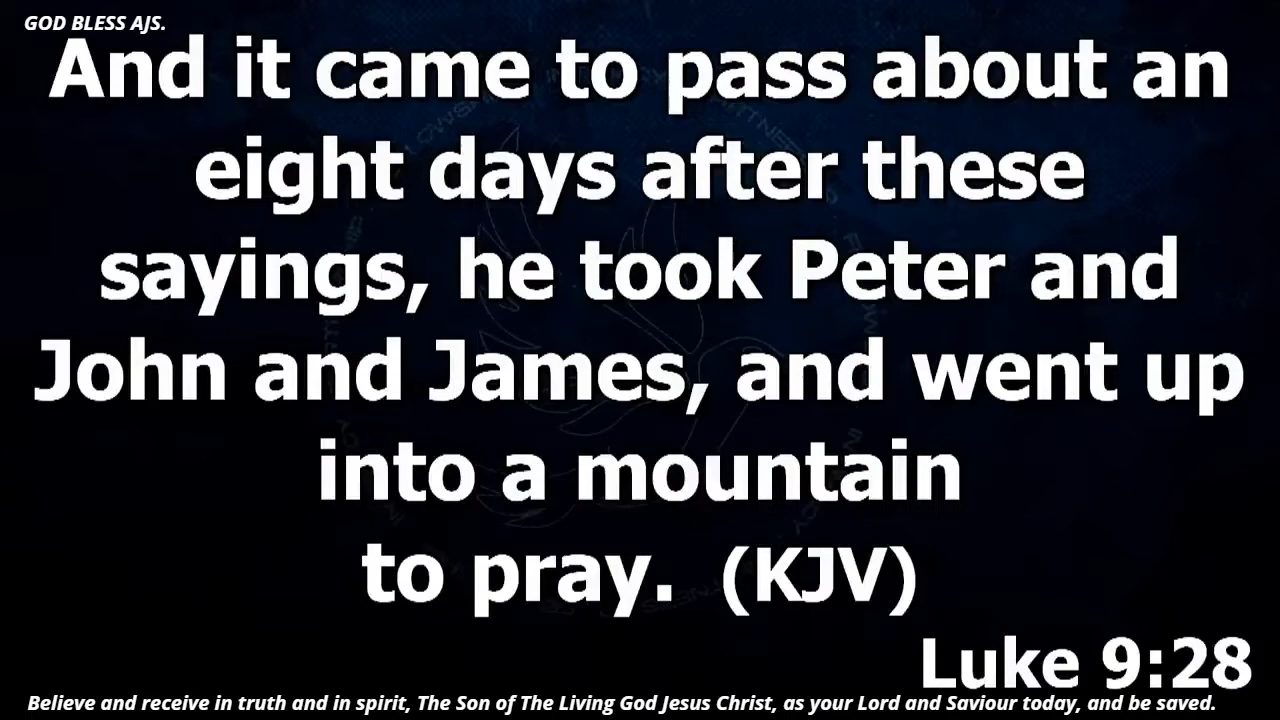 GOD BLESS AJS.
And it came to pass about an
eight days after these
sayings, he took Peter and
John and James, and went up
into a mountain
to pray.  (KJV)
Luke 9:28
Believe and receive in truth and in spirit, The Son of The Living God Jesus Christ, as your Lord and Saviour today, and be saved.